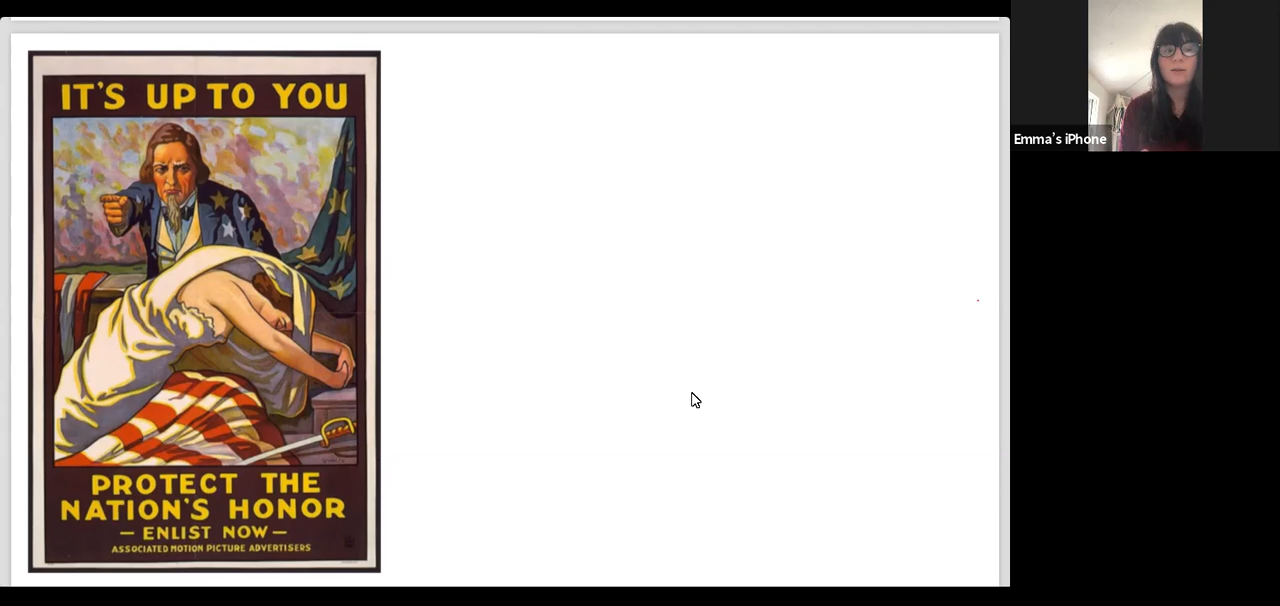 IT'S UP TO YOU
PROTECT THE
NATION'S HONOR
— ENLIST NOW —
ASSOCIATED MOTION PICTURE ADVERTISERS
Emma's iPhone